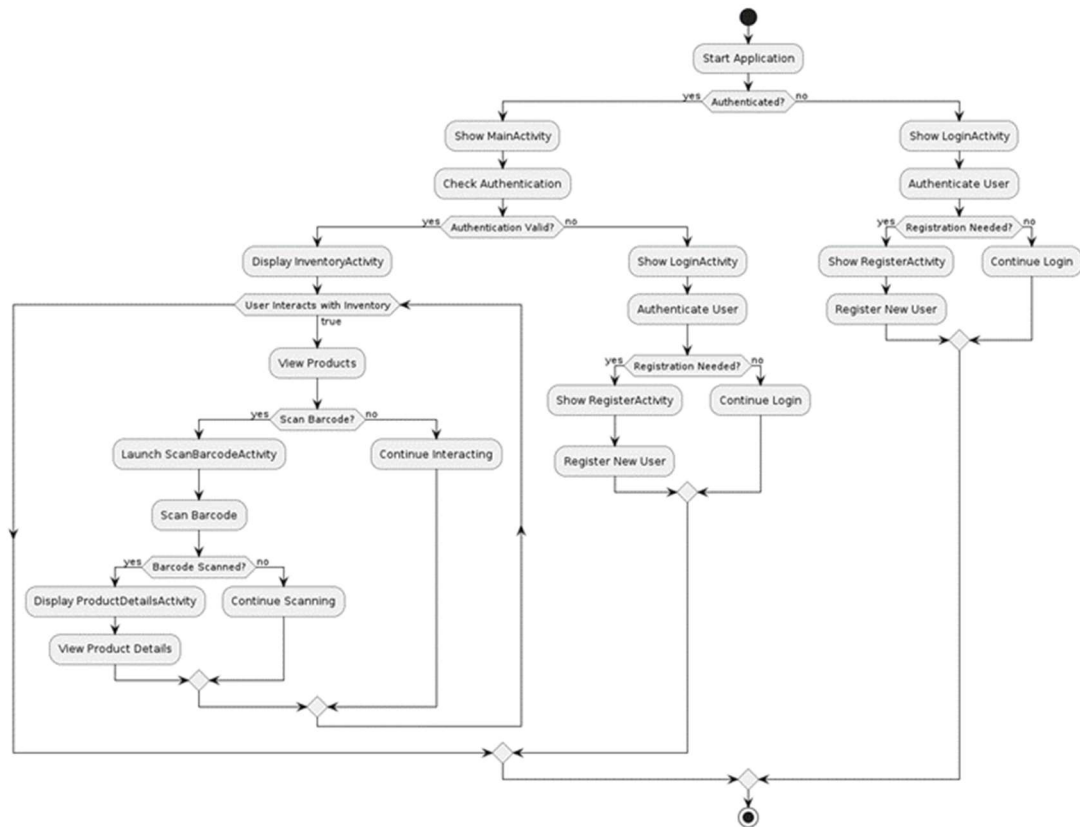 Start Application
yes
Authenticated?
no
Show MainActivity
Show LoginActivity
Check Authentication
Authenticate User
yes
Authentication Valid?
no
yes
Registration Needed?
no
Display InventoryActivity
Show LoginActivity
Show RegisterActivity
Continue Login
User Interacts with Inventory
true
Authenticate User
Register New User
View Products
yes
Registration Needed?
no
Show RegisterActivity
Continue Login
yes
Scan Barcode?
no
Launch ScanBarcodeActivity
Continue Interacting
Register New User
Scan Barcode
yes
Barcode Scanned?
no
Display ProductDetailsActivity
Continue Scanning
View Product Details